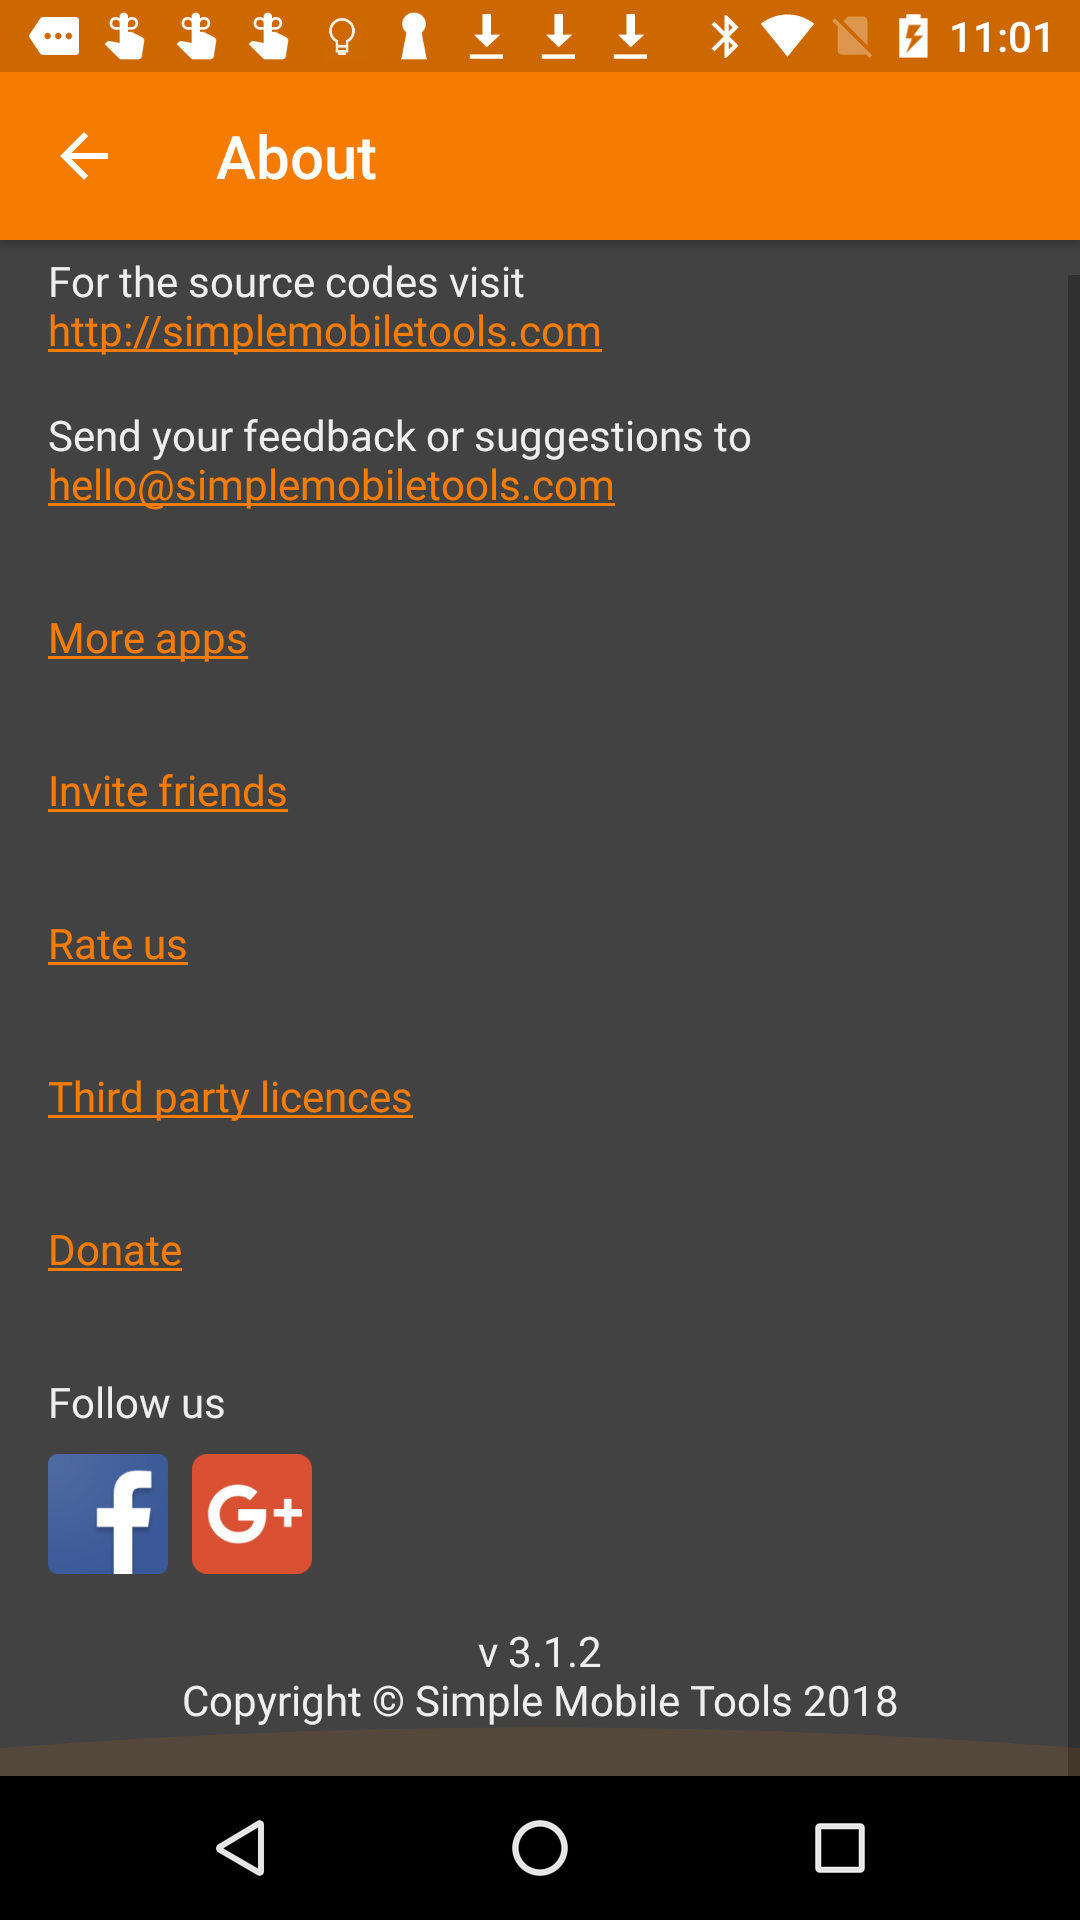 11:01
About
For the source codes visit
http://simplemobiletools.com
Send your feedback or suggestions to
hello@simplemobiletools.com
More apps
Invite friends
Rate us
Third party licences
Donate
Follow us
f G+
v 3.1.2
Copyright © Simple Mobile Tools 2018